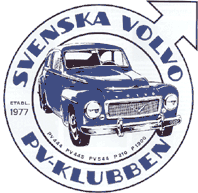 SVENSKA VOLVO
ETABL.
1977
PV444 PV445 PV544 P210 P1900
PV-KLUBBEN